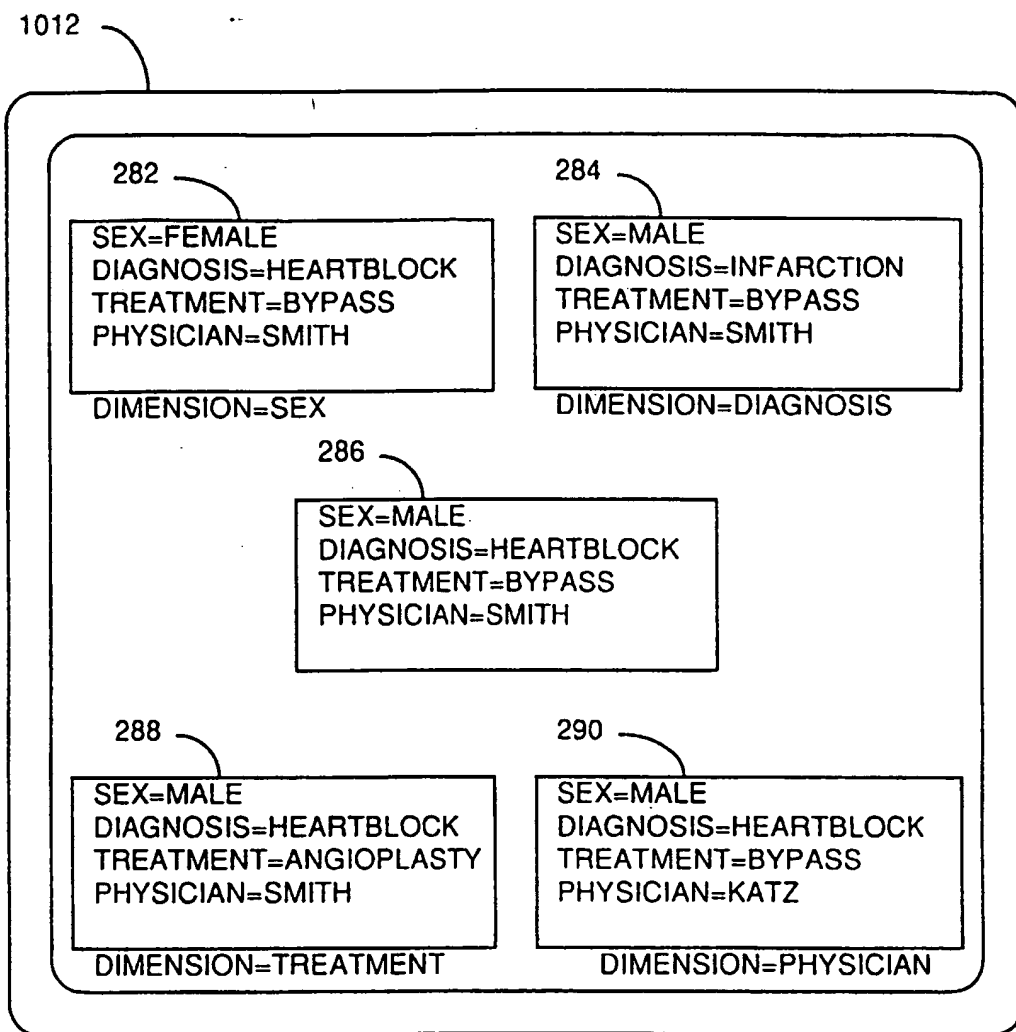 1012
282
SEX=FEMALE
DIAGNOSIS=HEARTBLOCK
TREATMENT=BYPASS
PHYSICIAN=SMITH
DIMENSION=SEX
284
SEX=MALE
DIAGNOSIS=INFARCTION
TREATMENT=BYPASS
PHYSICIAN=SMITH
DIMENSION=DIAGNOSIS
286
SEX=MALE
DIAGNOSIS=HEARTBLOCK
TREATMENT=BYPASS
PHYSICIAN=SMITH
288
SEX=MALE
DIAGNOSIS=HEARTBLOCK
TREATMENT=ANGIOPLASTY
PHYSICIAN=SMITH
DIMENSION=TREATMENT
290
SEX=MALE
DIAGNOSIS=HEARTBLOCK
TREATMENT=BYPASS
PHYSICIAN=KATZ
DIMENSION=PHYSICIAN